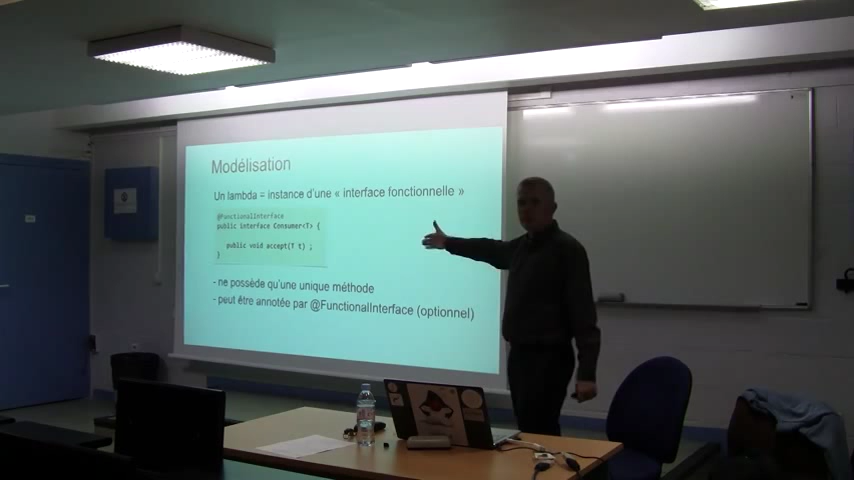 Modélisation
Un lambda = instance d'une « interface fonctionnelle »
@FunctionalInterface
public interface Consumer<T> {
public void accept(T t) ;
}
- ne possède qu'une unique méthode
- peut être annotée par @FunctionalInterface (optionnel)